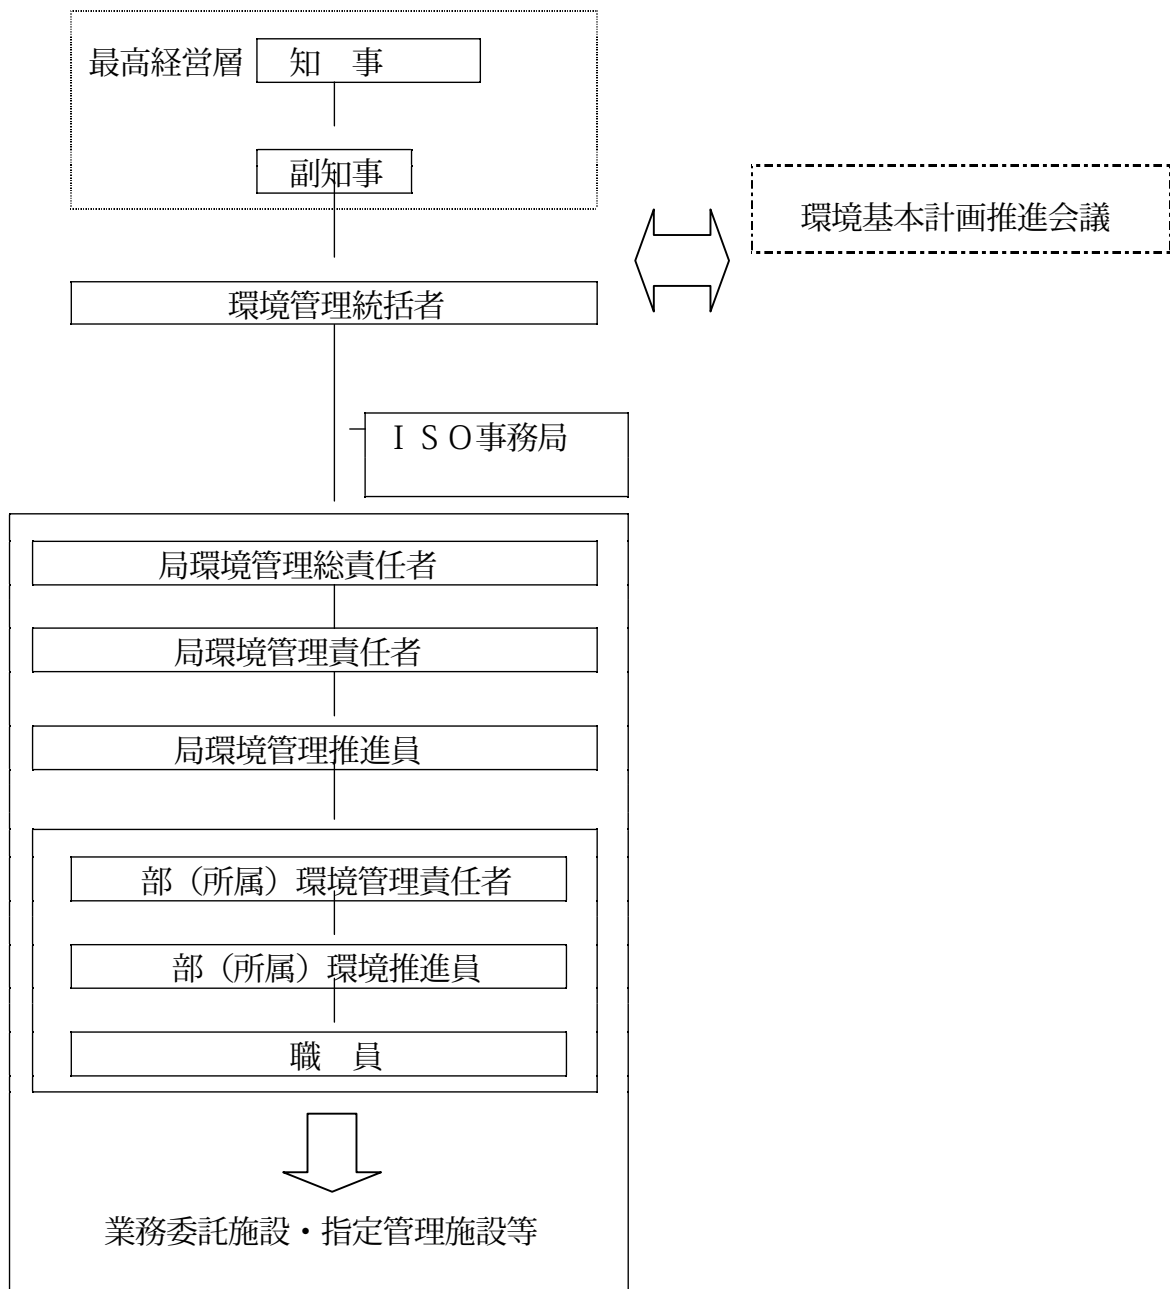 最高経営層
知　事
副知事
環境基本計画推進会議
環境管理統括者
ＩＳＯ事務局
局環境管理総責任者
局環境管理責任者
局環境管理推進員
部（所属）環境管理責任者
部（所属）環境推進員
職　員
業務委託施設・指定管理施設等